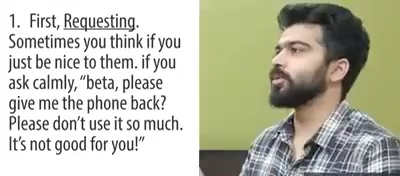 1. First, Requesting.
Sometimes you think if you
just be nice to them. if you
ask calmly, “beta, please
give me the phone back?
Please don’t use it so much.
It’s not good for you!”